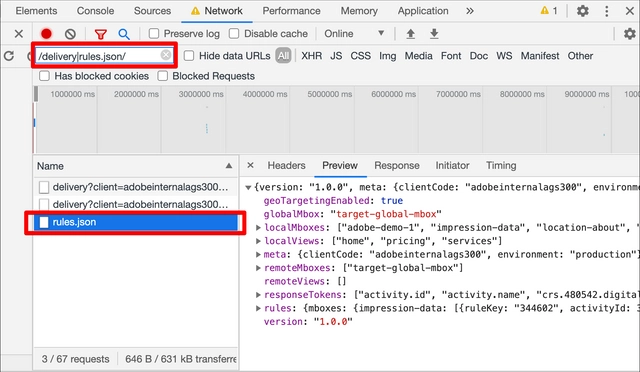 Elements Console Sources Network Performance 1
Preserve log Disable cache Online
/delivery|rules.json/ Hide data URLs All XHR JS CSS Img Media Font Doc WS Manifest Other
Has blocked cookies Blocked Requests
1000000 ms 2000000 ms 3000000 ms 4000000 ms 5000000 ms 6000000 ms 7000000 ms 8000000 ms 9000000 ms
Name
delivery?client=adobeinternalags300...
delivery?client=adobeinternalags300...
rules.json
3 / 67 requests 646 B / 631 kB transferre
Headers Preview Response Initiator Timing
{version: "1.0.0", meta: {clientCode: "adobeinternalags300", environment
geoTargetingEnabled: true
globalMbox: "target-global-mbox"
localMboxes: ["adobe-demo-1", "impression-data", "location-about",
localViews: ["home", "pricing", "services"]
meta: {clientCode: "adobeinternalags300", environment: "production"}
remoteMboxes: ["target-global-mbox"]
remoteViews: []
responseTokens: ["activity.id", "activity.name", "crs.480542.digital
rules: {mboxes: {impression-data: [{ruleKey: "344602", activityId: 3
version: "1.0.0"